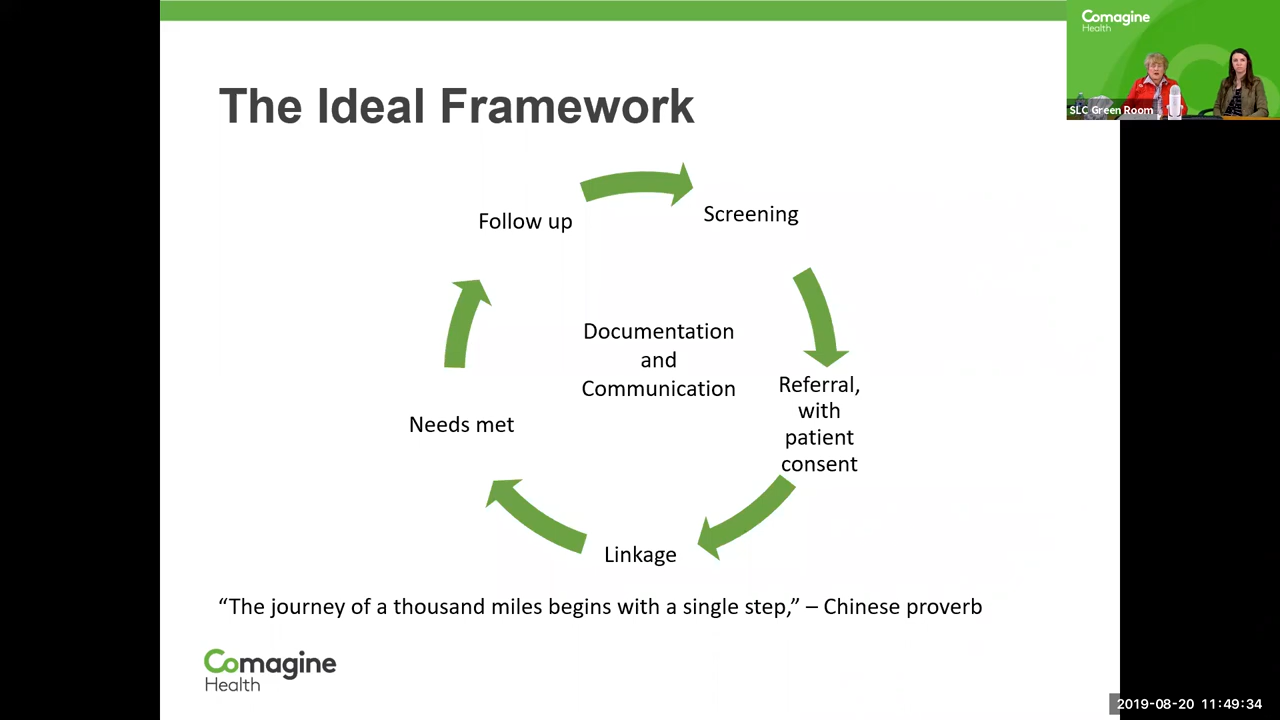 Comagine
Health
SLC Green Room
The Ideal Framework
Follow up
Screening
Documentation
and
Communication
Referral,
with
patient
consent
Needs met
Linkage
“The journey of a thousand miles begins with a single step,” – Chinese proverb
Comagine
Health
2019-08-20 11:49:34